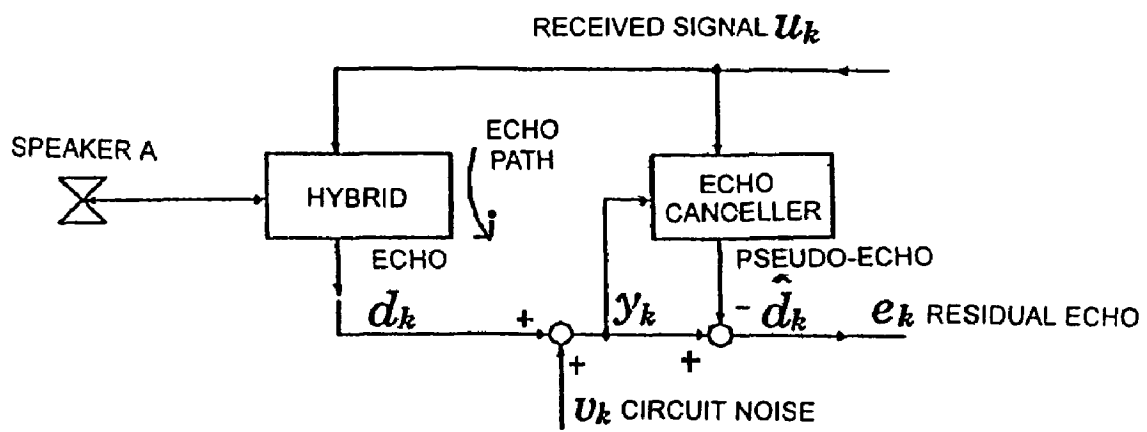 RECEIVED SIGNAL uₖ
SPEAKER A
ECHO
PATH
HYBRID
ECHO
CANCELLER
ECHO
PSEUDO-ECHO
dₖ
+
yₖ
- d̂ₖ
eₖ RESIDUAL ECHO
+
+
vₖ CIRCUIT NOISE